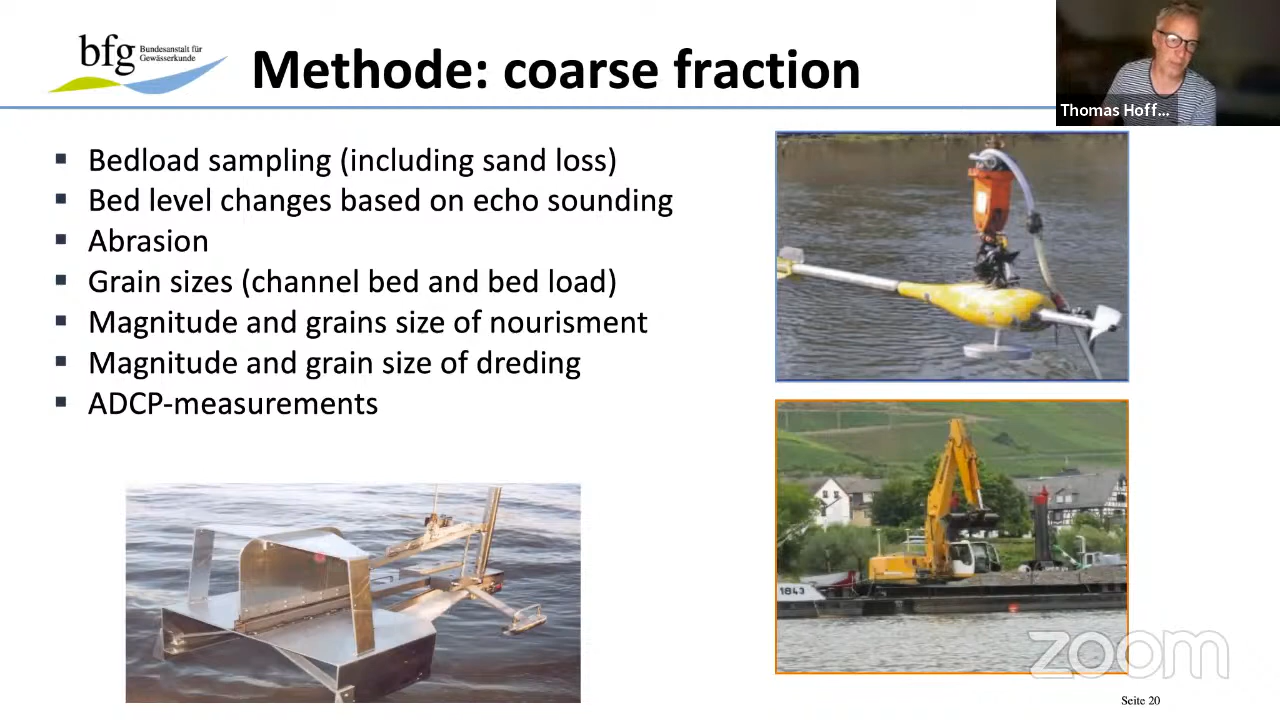 bfg
Bundesanstalt für
Gewässerkunde
Methode: coarse fraction
Thomas Hoff...
▪ Bedload sampling (including sand loss)
▪ Bed level changes based on echo sounding
▪ Abrasion
▪ Grain sizes (channel bed and bed load)
▪ Magnitude and grains size of nourisment
▪ Magnitude and grain size of dreding
▪ ADCP-measurements
1843
zoom
Seite 20